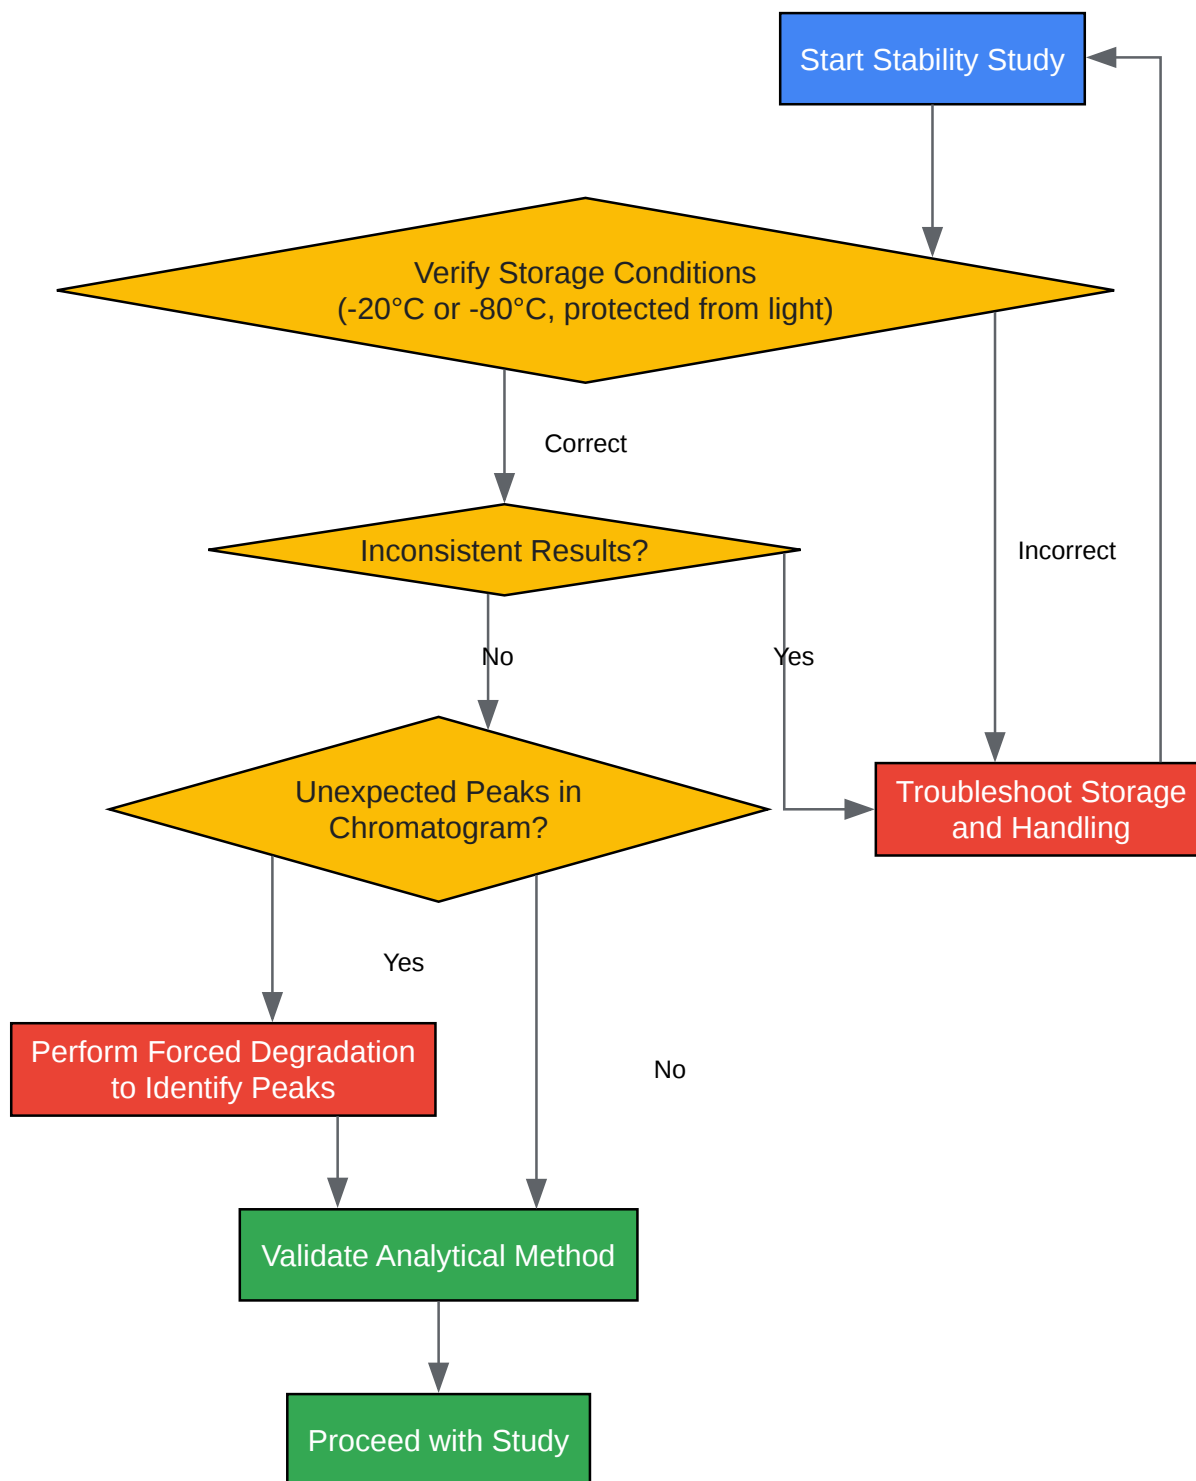 Start Stability Study
Verify Storage Conditions
(-20°C or -80°C, protected from light)
Correct
Inconsistent Results?
Incorrect
No
Yes
Unexpected Peaks in
Chromatogram?
Troubleshoot Storage
and Handling
Yes
Perform Forced Degradation
to Identify Peaks
No
Validate Analytical Method
Proceed with Study